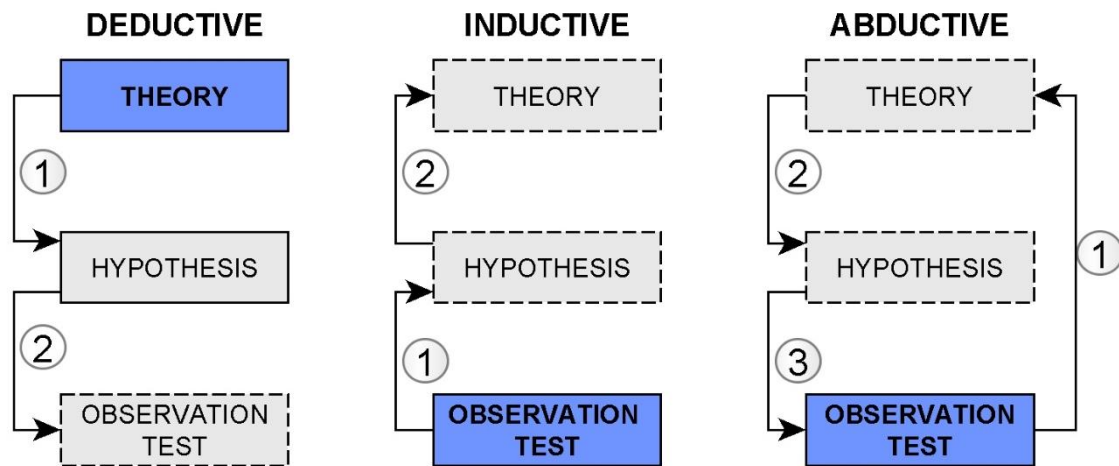 DEDUCTIVE
THEORY
1
HYPOTHESIS
2
OBSERVATION
TEST
INDUCTIVE
THEORY
2
HYPOTHESIS
1
OBSERVATION
TEST
ABDUCTIVE
THEORY
2
HYPOTHESIS
1
3
OBSERVATION
TEST